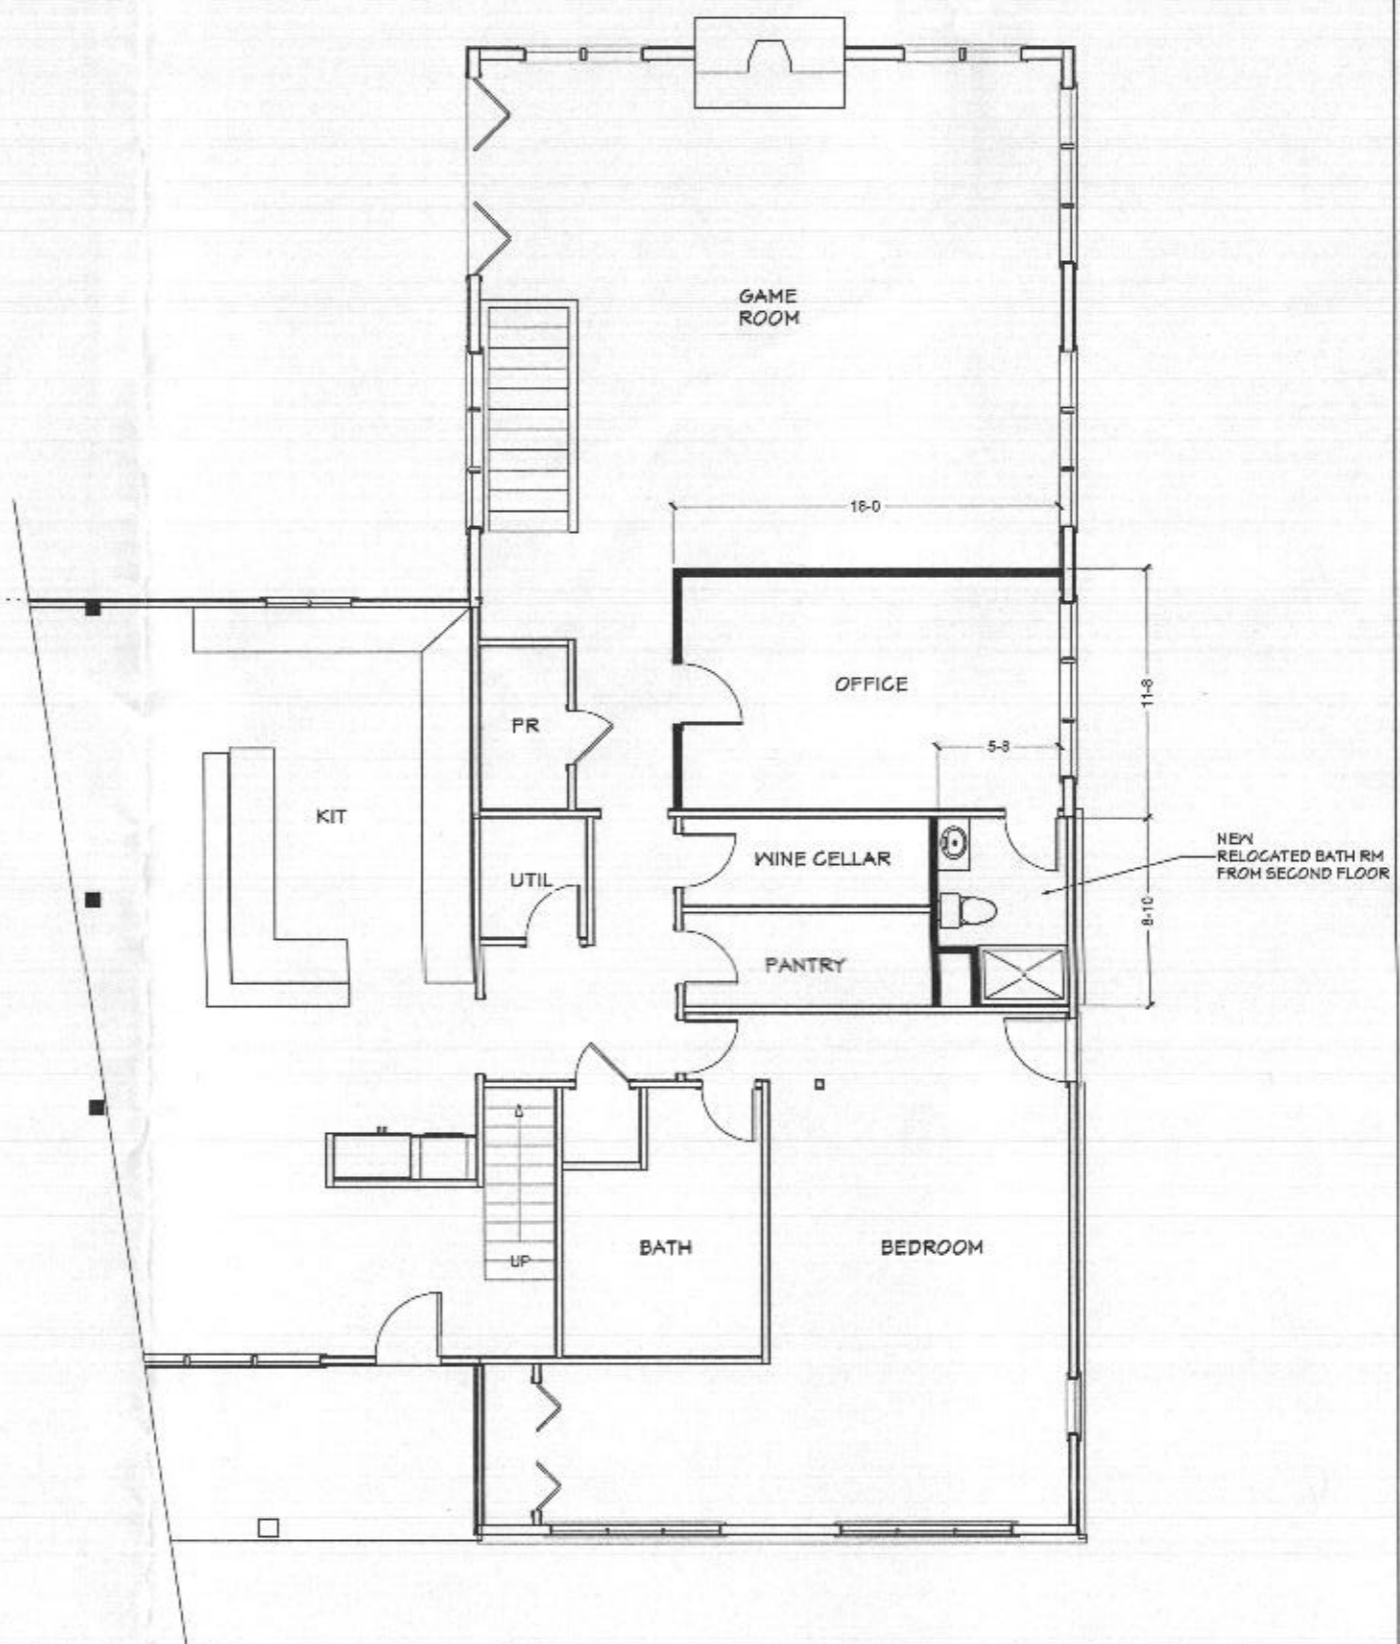 GAME
ROOM
18-0
OFFICE
11-8
PR
5-8
KIT
WINE CELLAR
NEW
RELOCATED BATH RM
FROM SECOND FLOOR
UTIL
8-10
PANTRY
BATH
BEDROOM
UP